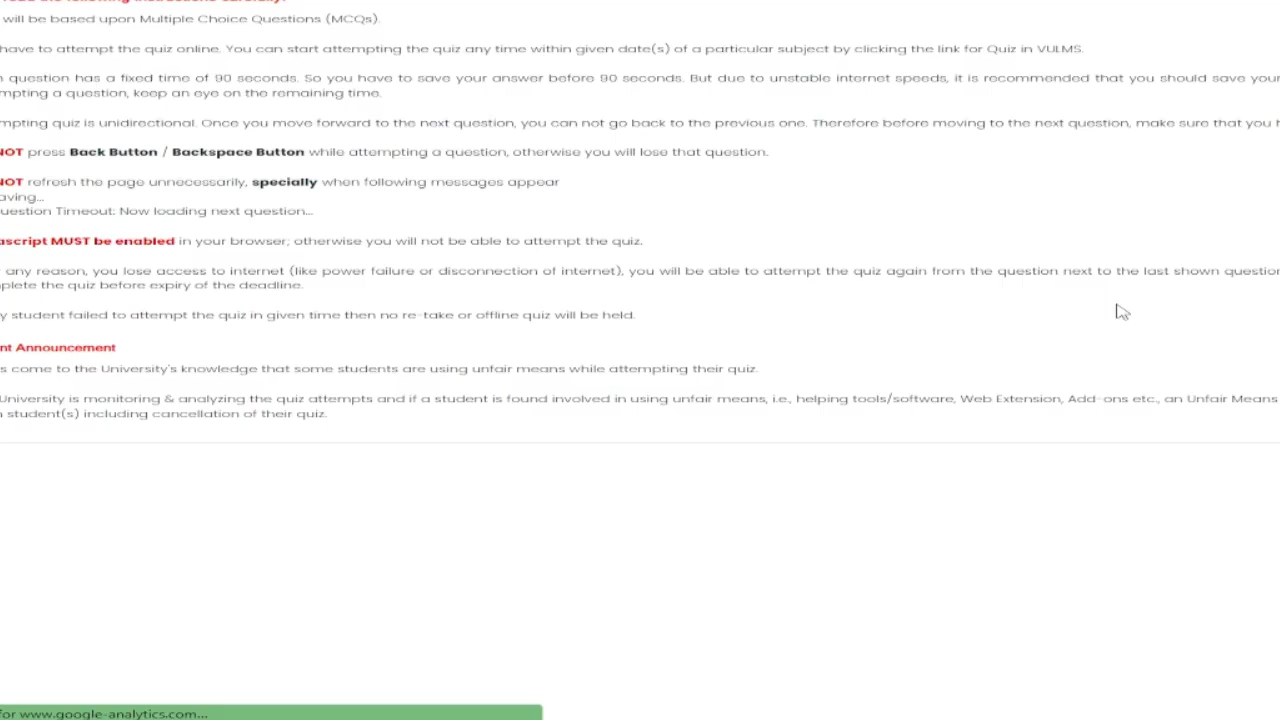 read the following instructions carefully:
will be based upon Multiple Choice Questions (MCQs).
have to attempt the quiz online. You can start attempting the quiz any time within given date(s) of a particular subject by clicking the link for Quiz in VULMS.
question has a fixed time of 90 seconds. So you have to save your answer before 90 seconds. But due to unstable internet speeds, it is recommended that you should save your
mpting a question, keep an eye on the remaining time.
mpting quiz is unidirectional. Once you move forward to the next question, you can not go back to the previous one. Therefore before moving to the next question, make sure that you h
NOT press Back Button / Backspace Button while attempting a question, otherwise you will lose that question.
NOT refresh the page unnecessarily, specially when following messages appear
aving...
uestion Timeout: Now loading next question...
ascript MUST be enabled in your browser; otherwise you will not be able to attempt the quiz.
any reason, you lose access to internet (like power failure or disconnection of internet), you will be able to attempt the quiz again from the question next to the last shown question
plete the quiz before expiry of the deadline.
y student failed to attempt the quiz in given time then no re-take or offline quiz will be held.
nt Announcement
s come to the University's knowledge that some students are using unfair means while attempting their quiz.
University is monitoring & analyzing the quiz attempts and if a student is found involved in using unfair means, i.e., helping tools/software, Web Extension, Add-ons etc., an Unfair Means
student(s) including cancellation of their quiz.
for www.google-analytics.com...